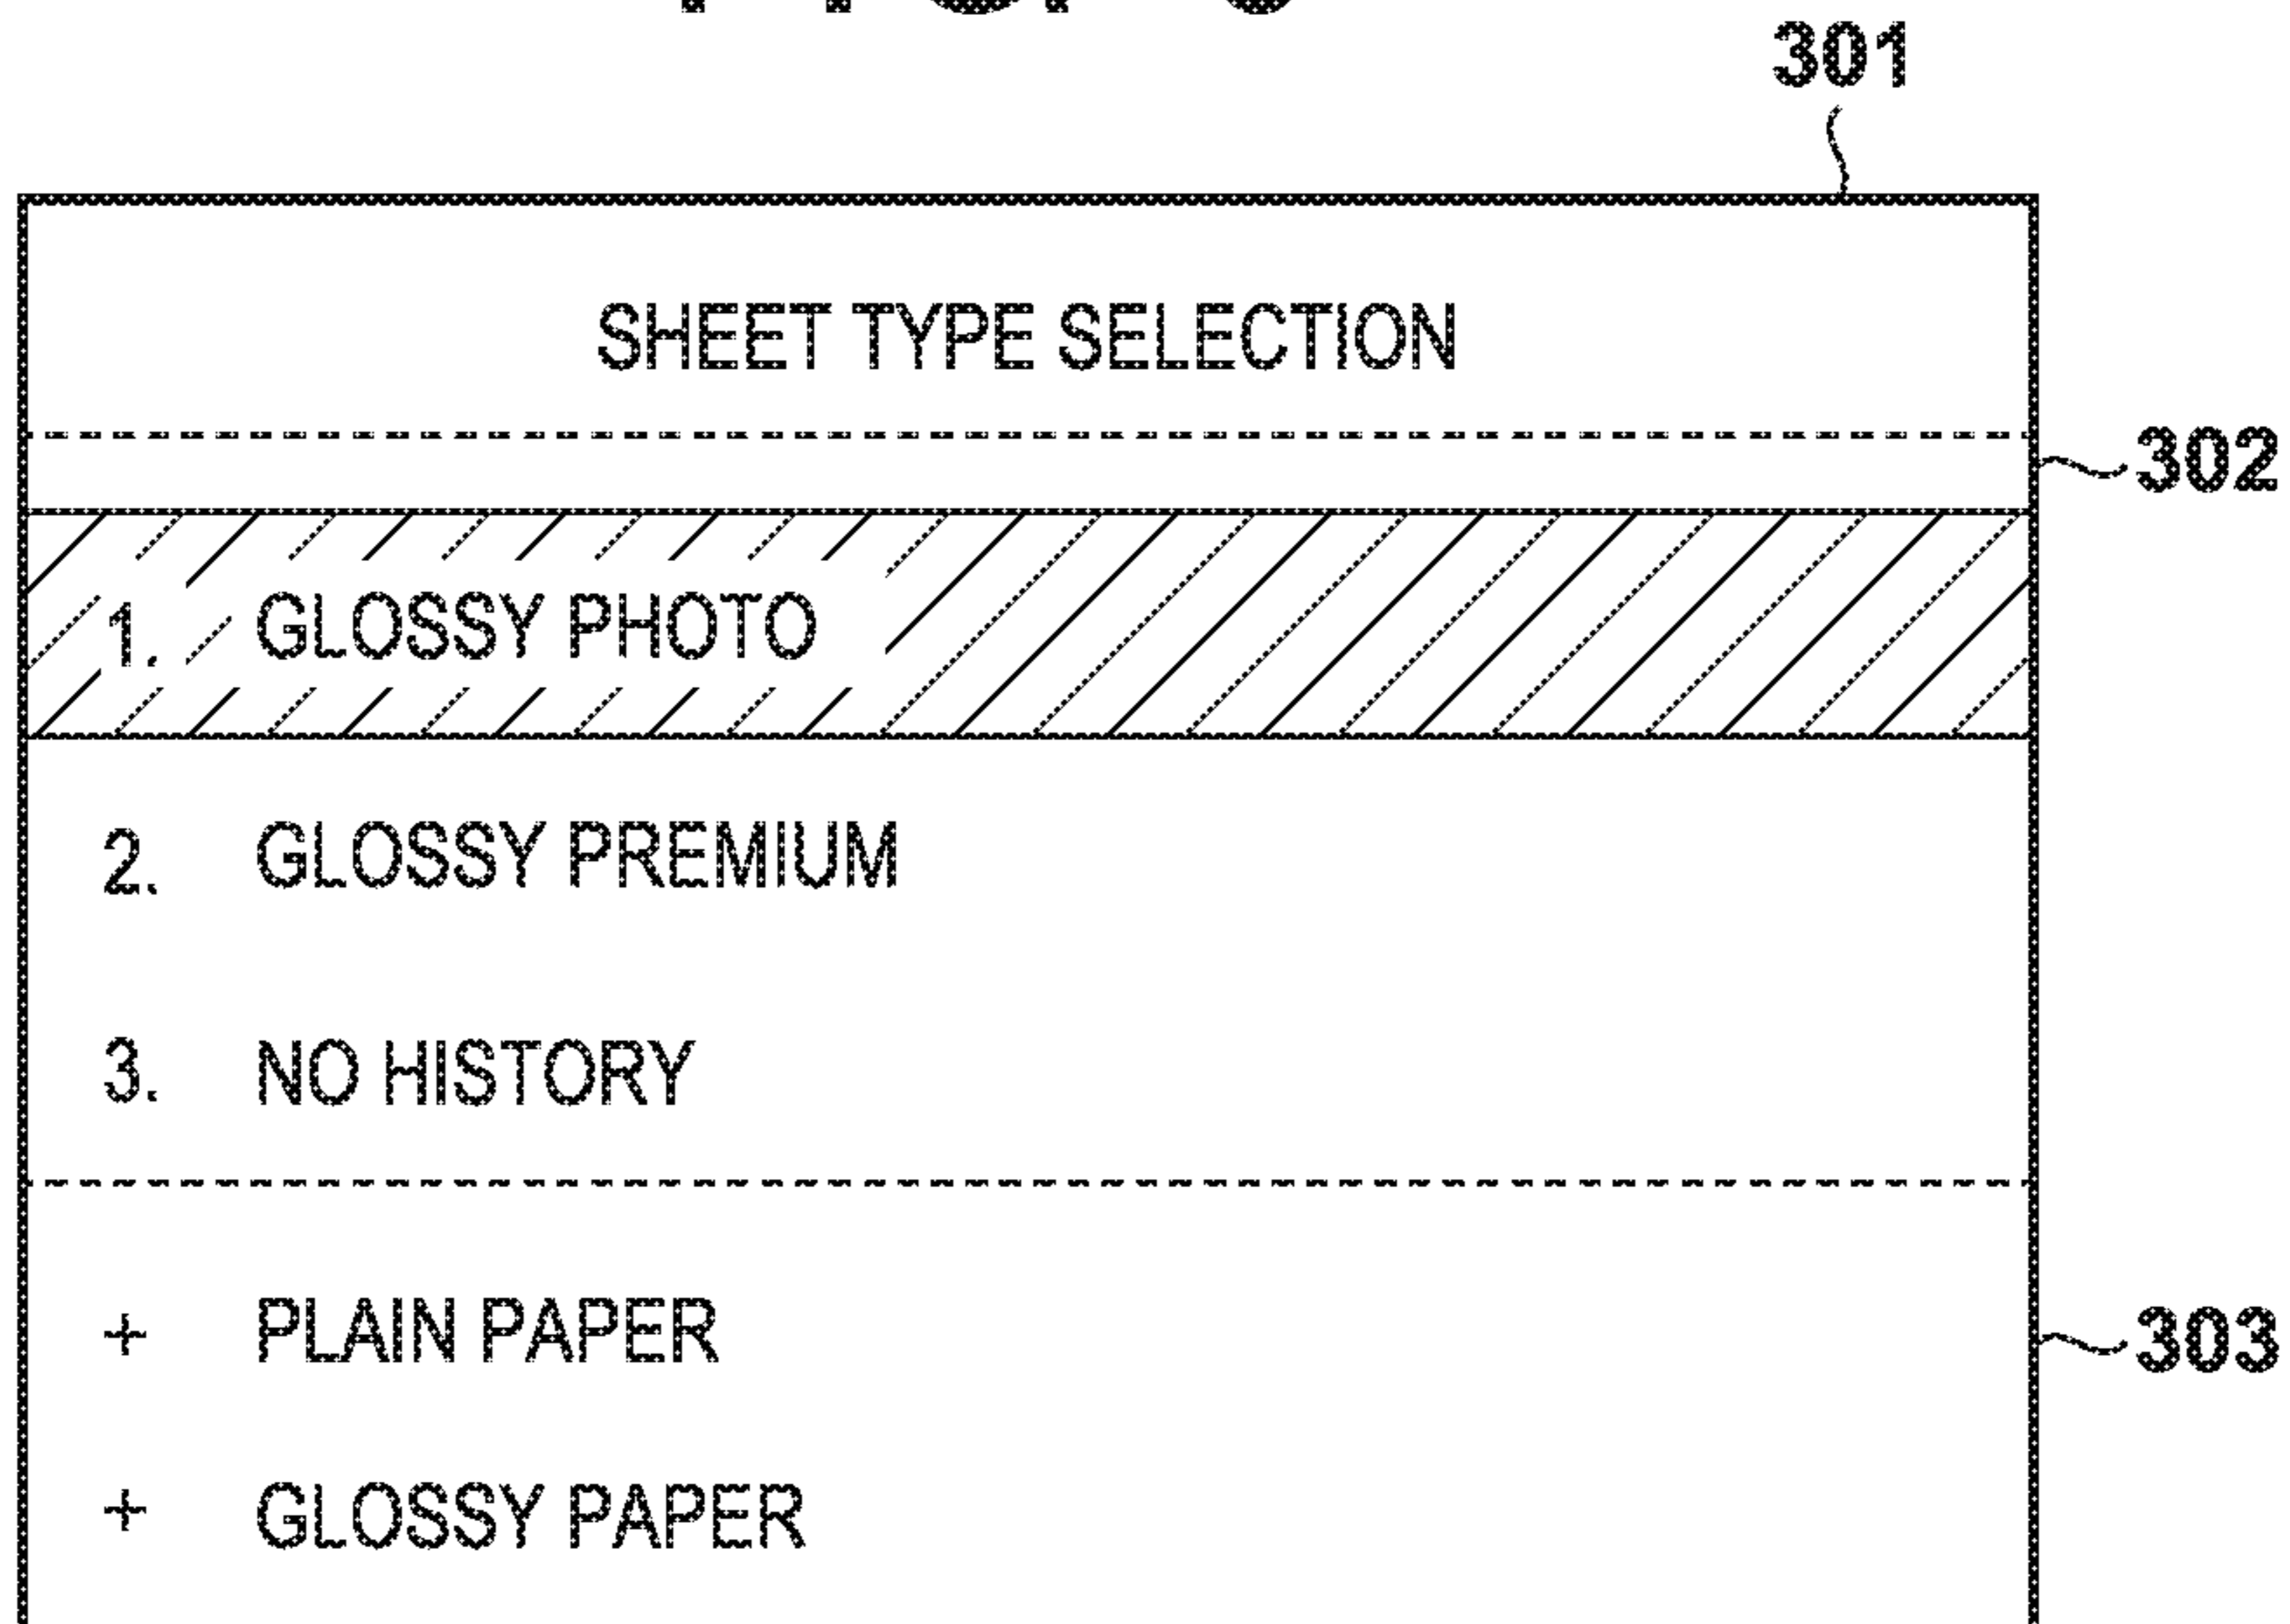 301
SHEET TYPE SELECTION
302
1. GLOSSY PHOTO
2. GLOSSY PREMIUM
3. NO HISTORY
+ PLAIN PAPER
303
+ GLOSSY PAPER